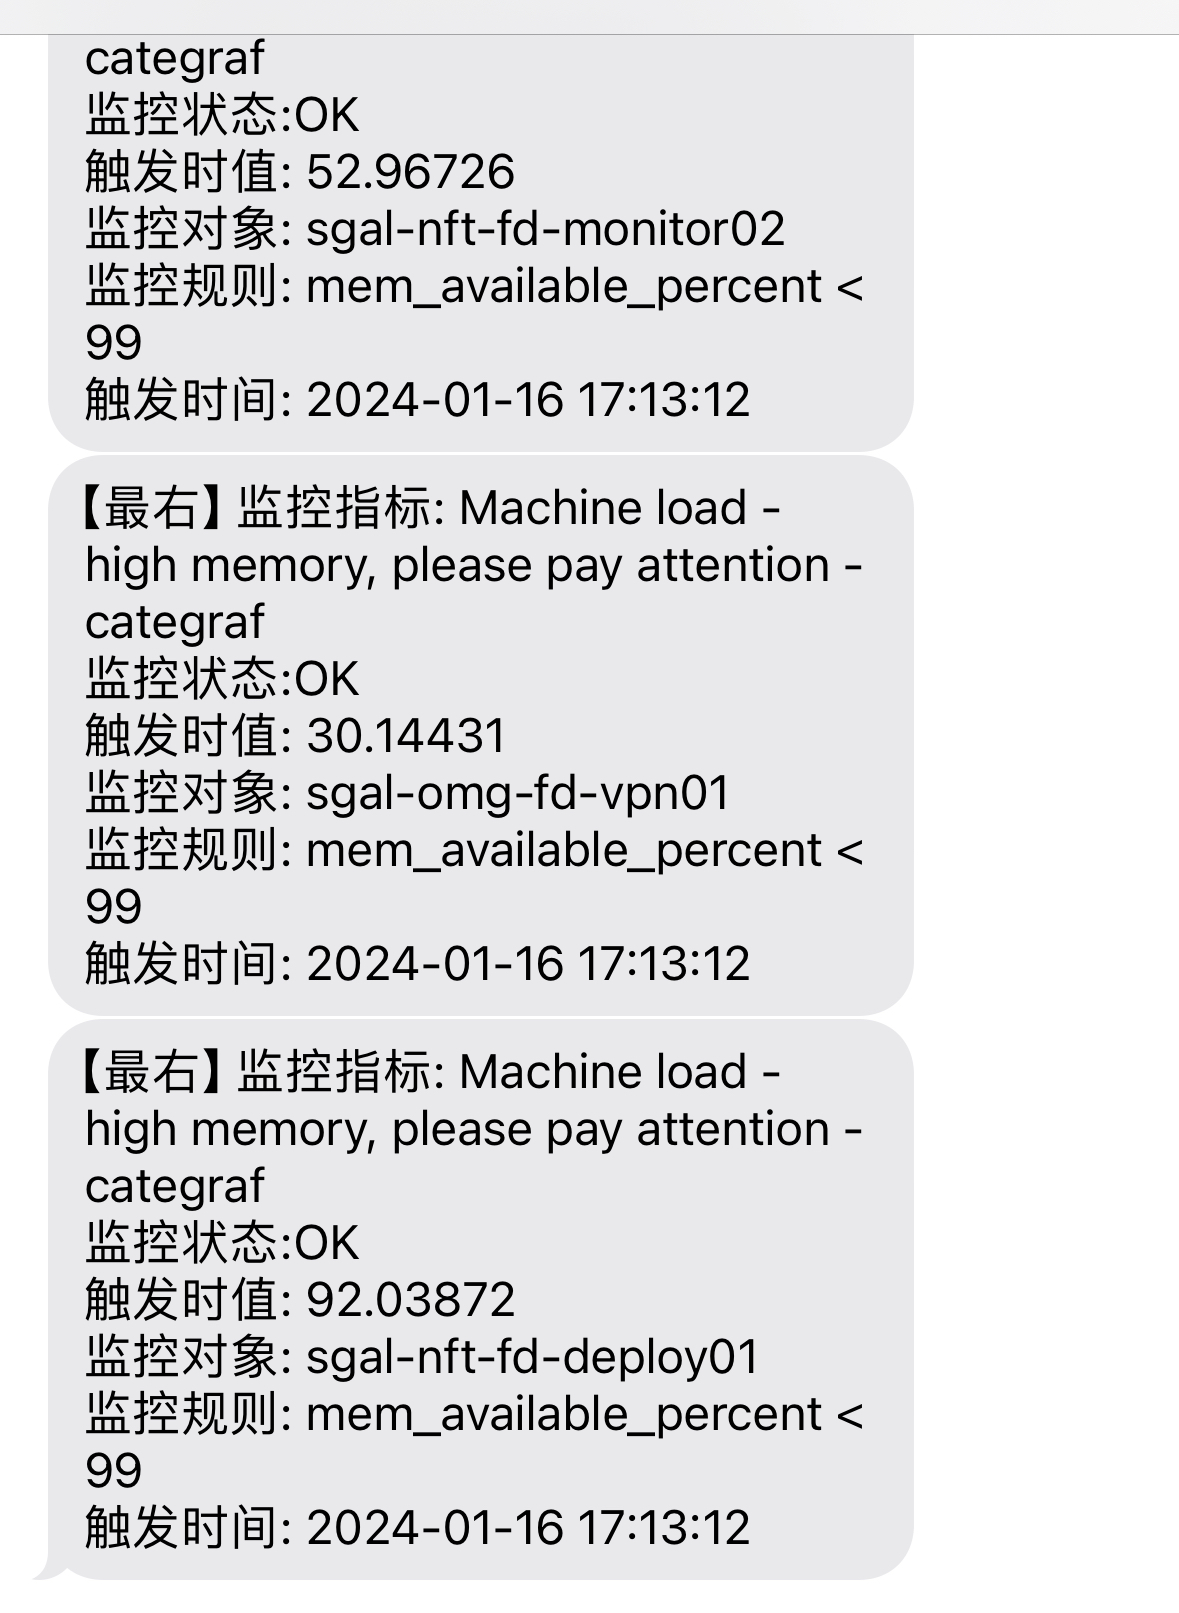 categraf
监控状态:OK
触发时值: 52.96726
监控对象: sgal-nft-fd-monitor02
监控规则: mem_available_percent <
99
触发时间: 2024-01-16 17:13:12
【最右】监控指标: Machine load -
high memory, please pay attention -
categraf
监控状态:OK
触发时值: 30.14431
监控对象: sgal-omg-fd-vpn01
监控规则: mem_available_percent <
99
触发时间: 2024-01-16 17:13:12
【最右】监控指标: Machine load -
high memory, please pay attention -
categraf
监控状态:OK
触发时值: 92.03872
监控对象: sgal-nft-fd-deploy01
监控规则: mem_available_percent <
99
触发时间: 2024-01-16 17:13:12